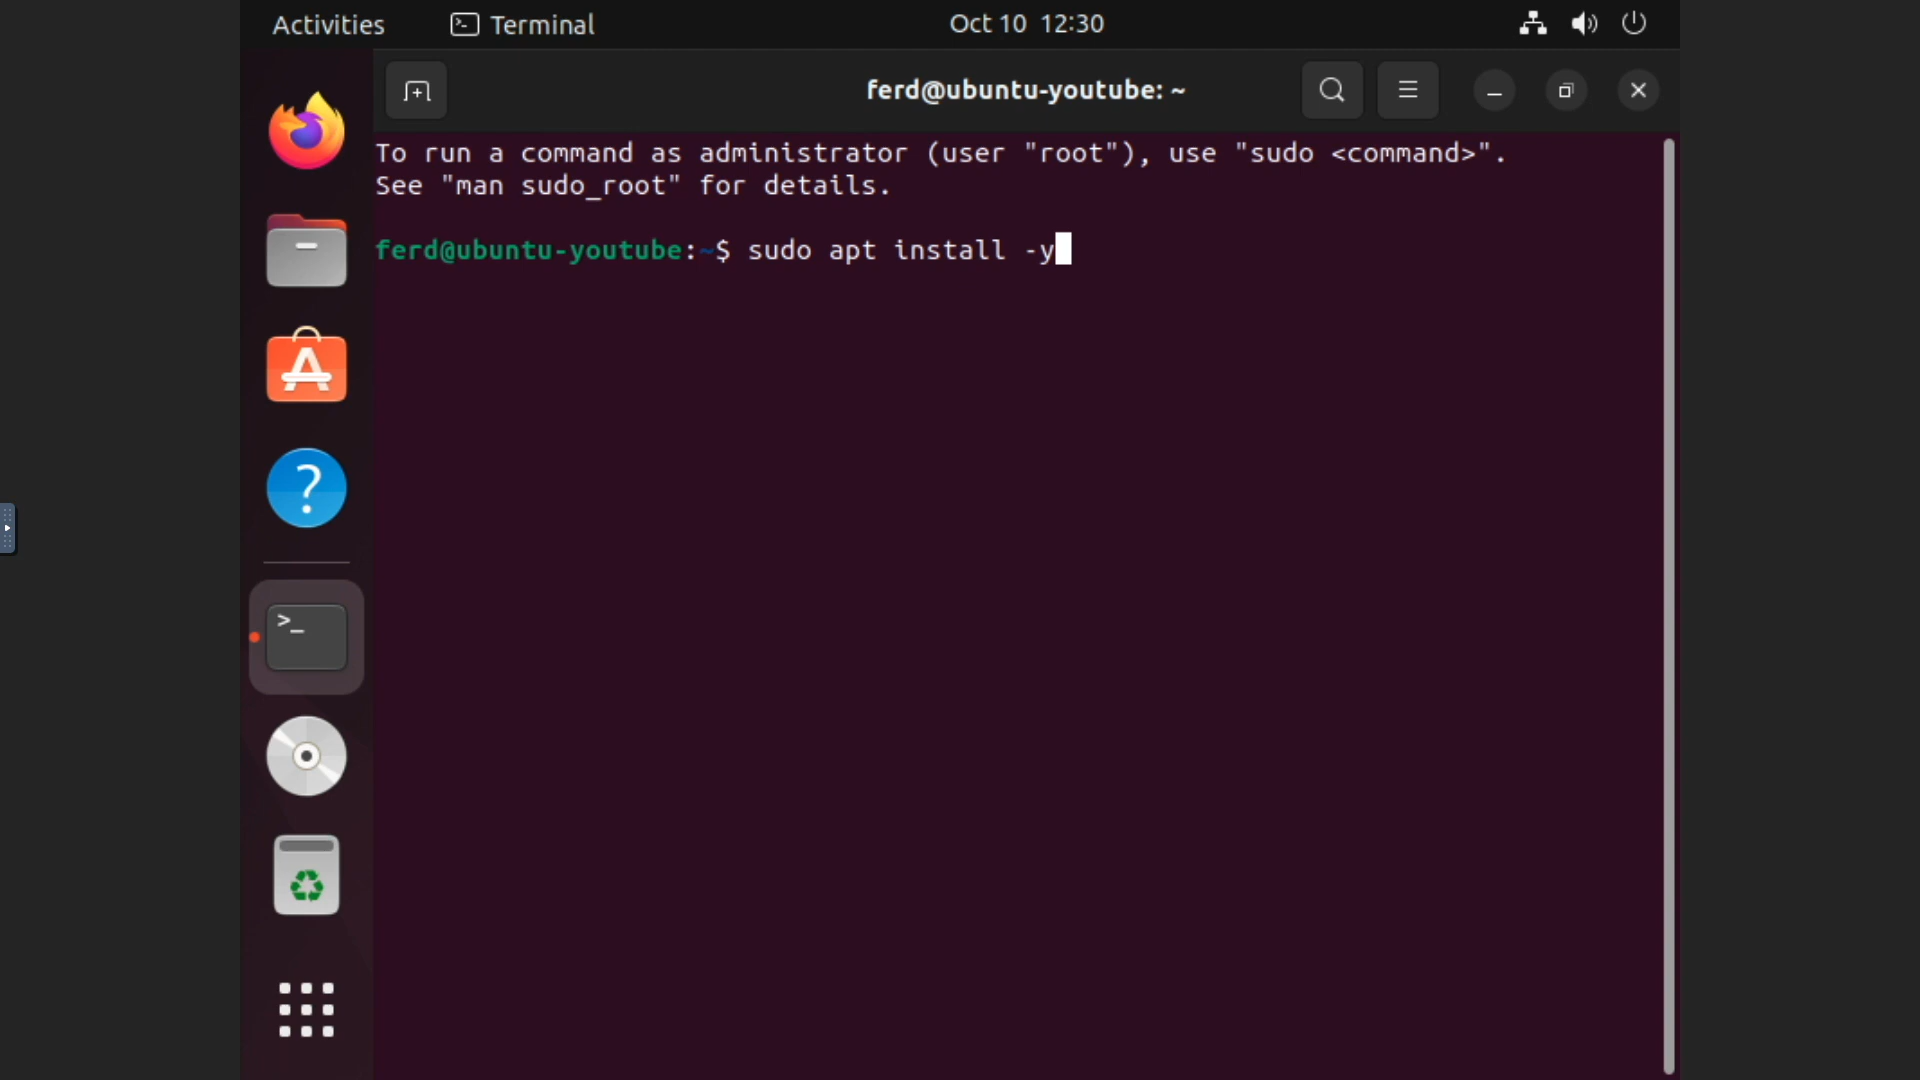 Activities Terminal Oct 10 12:30
ferd@ubuntu-youtube: ~
To run a command as administrator (user "root"), use "sudo <command>".
See "man sudo_root" for details.
ferd@ubuntu-youtube:~$ sudo apt install -y